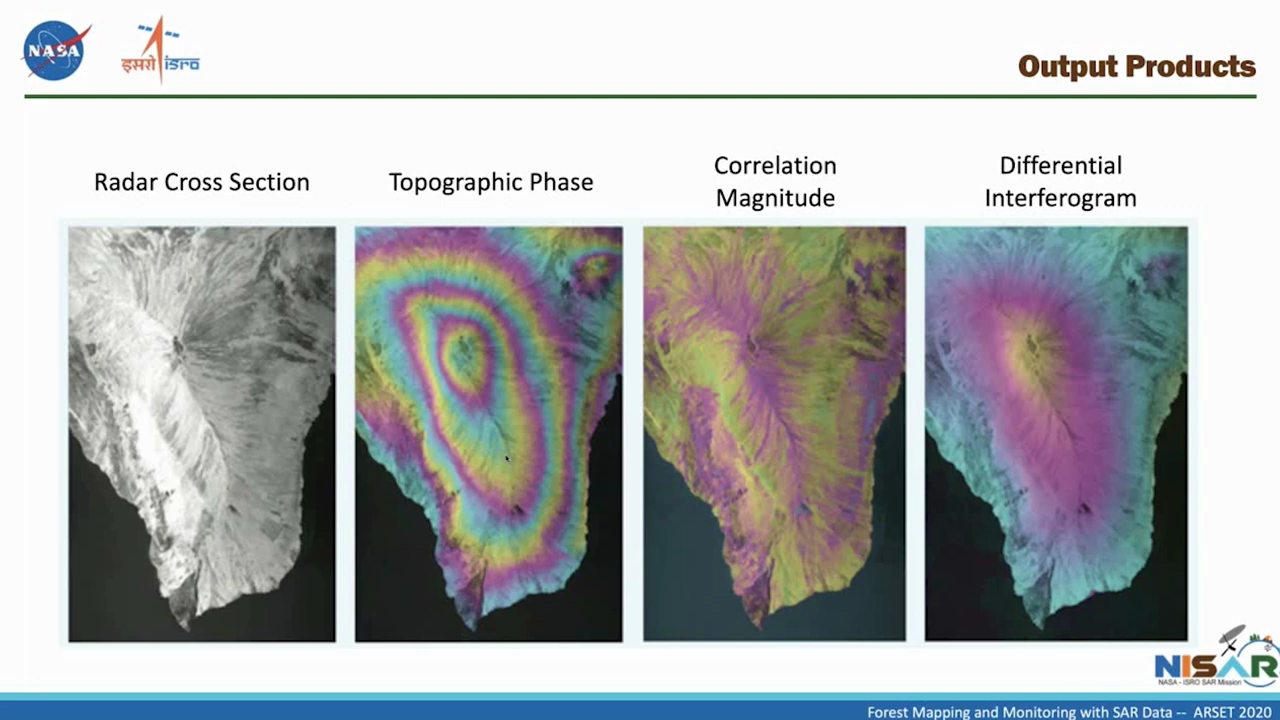 NASA
इसरो isro
Output Products
Radar Cross Section
Topographic Phase
Correlation
Magnitude
Differential
Interferogram
NISAR
NASA - ISRO SAR Mission
Forest Mapping and Monitoring with SAR Data -- ARSET 2020